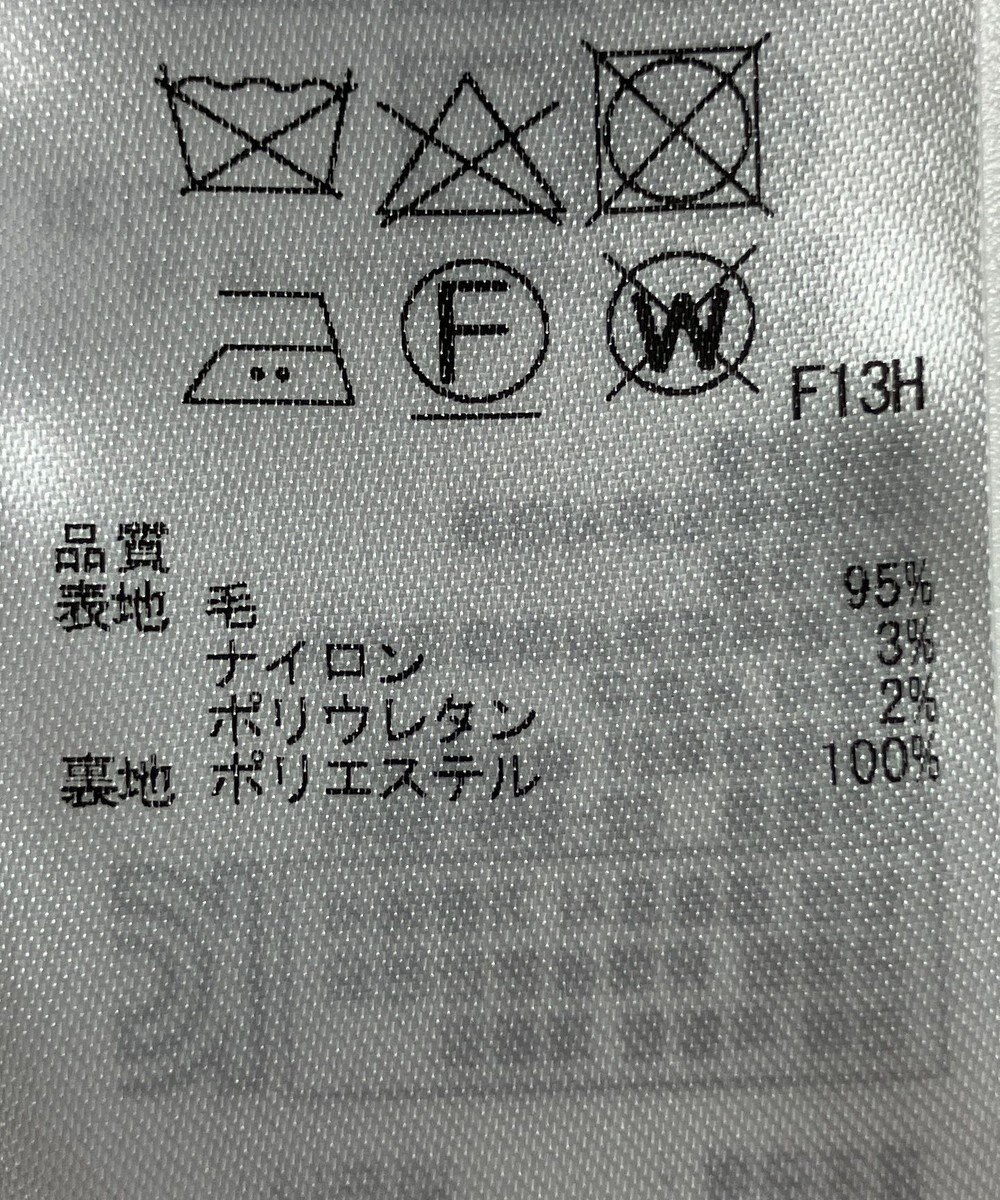 F W F13H
品質
表地 毛 95%
ナイロン 3%
ポリウレタン 2%
裏地 ポリエステル 100%